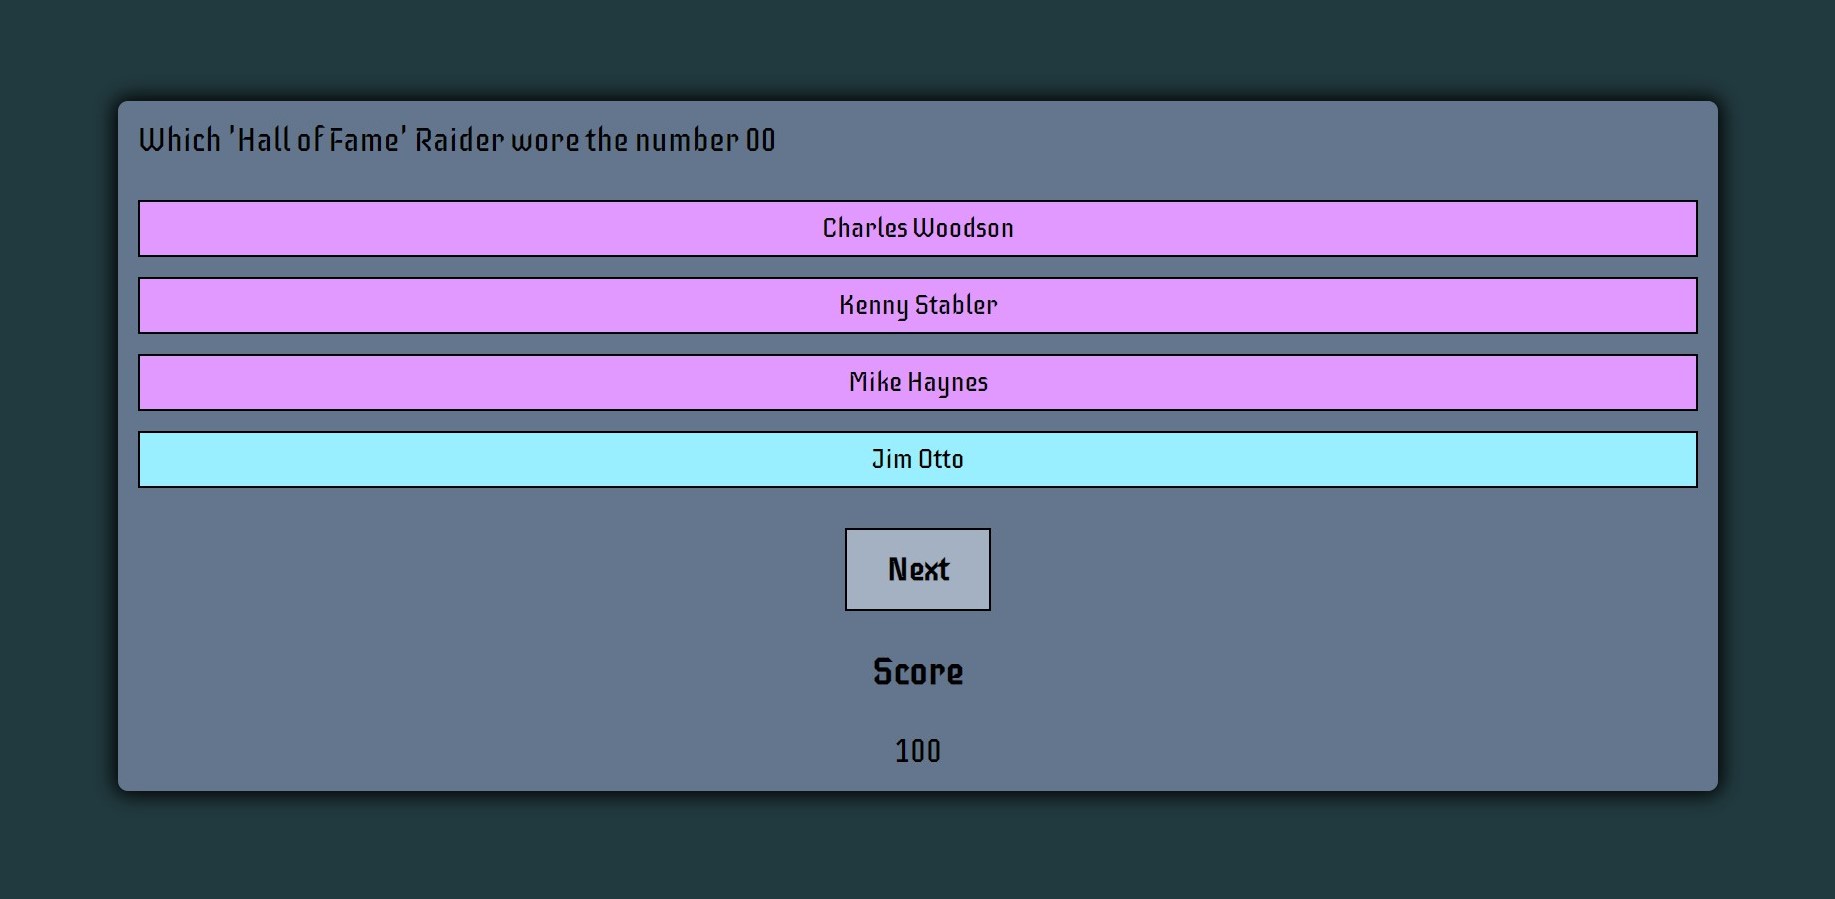 Which 'Hall of Fame' Raider wore the number 00
Charles Woodson
Kenny Stabler
Mike Haynes
Jim Otto
Next
Score
100